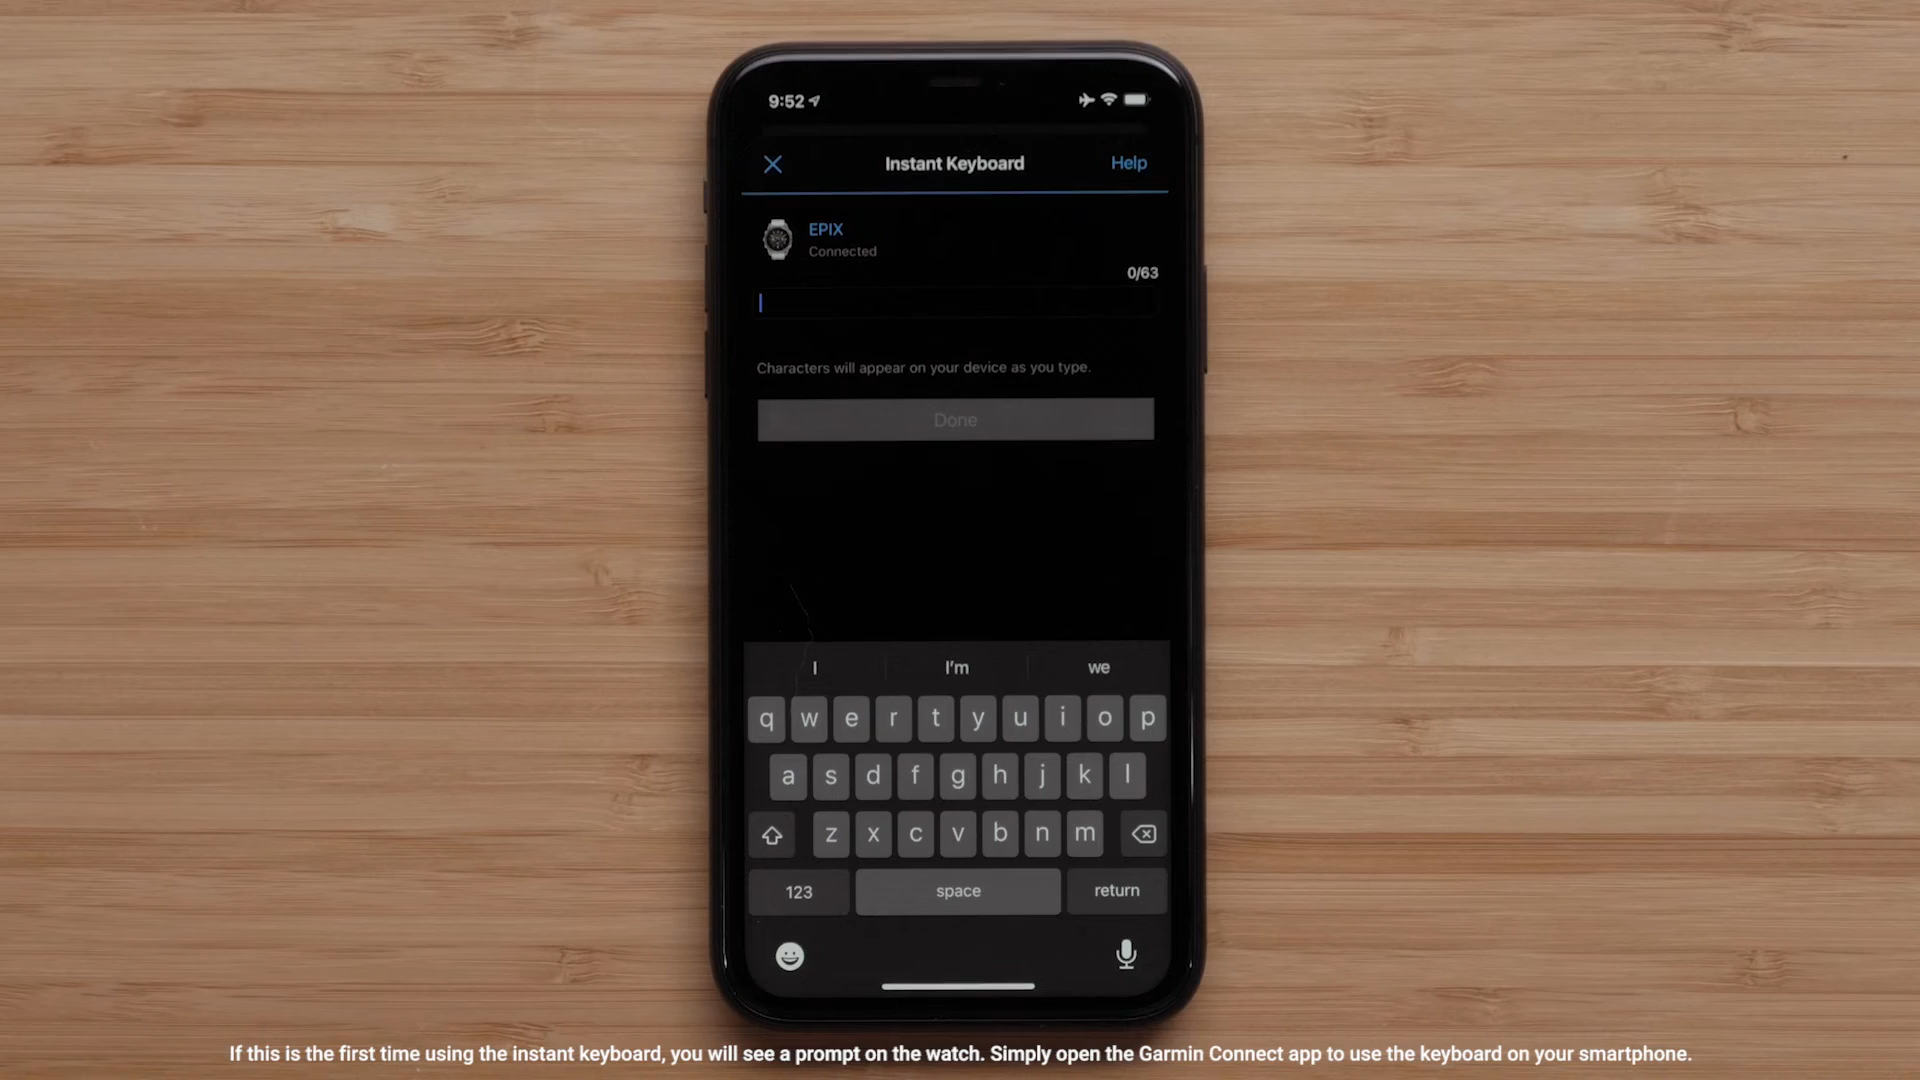 9:52
Instant Keyboard
Help
EPIX
Connected
0/63
Characters will appear on your device as you type.
Done
I I'm we
q w e r t y u i o p
a s d f g h j k l
z x c v b n m
123 space return
If this is the first time using the instant keyboard, you will see a prompt on the watch. Simply open the Garmin Connect app to use the keyboard on your smartphone.